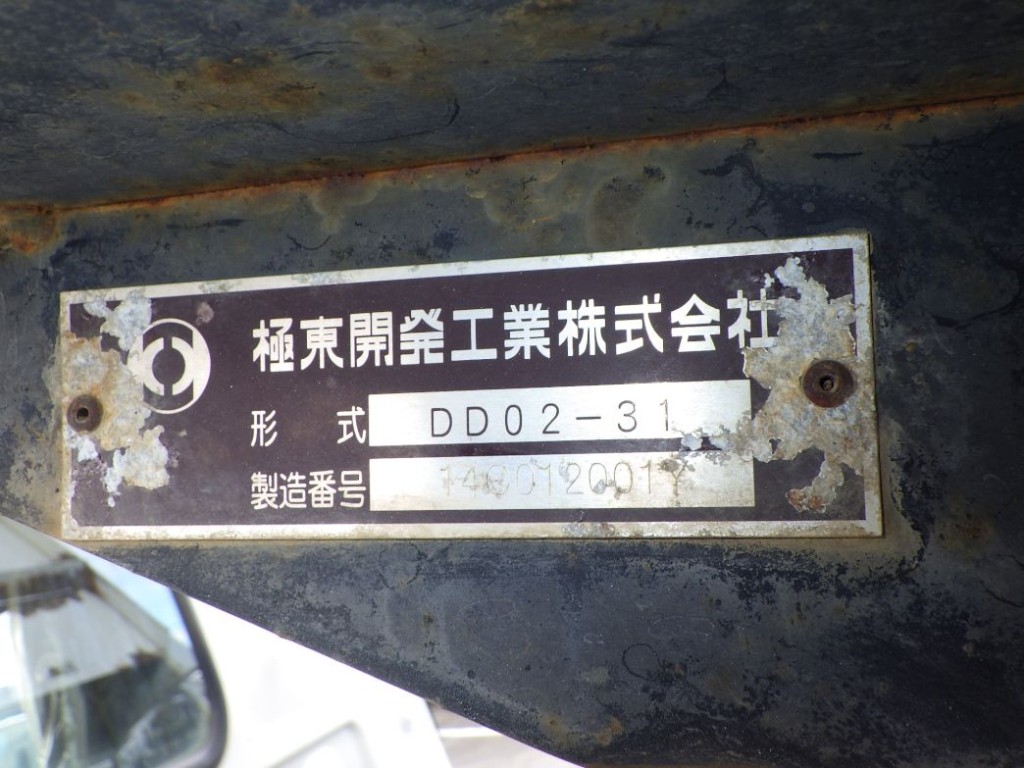 極東開発工業株式会社
形 式 DD02-31
製造番号